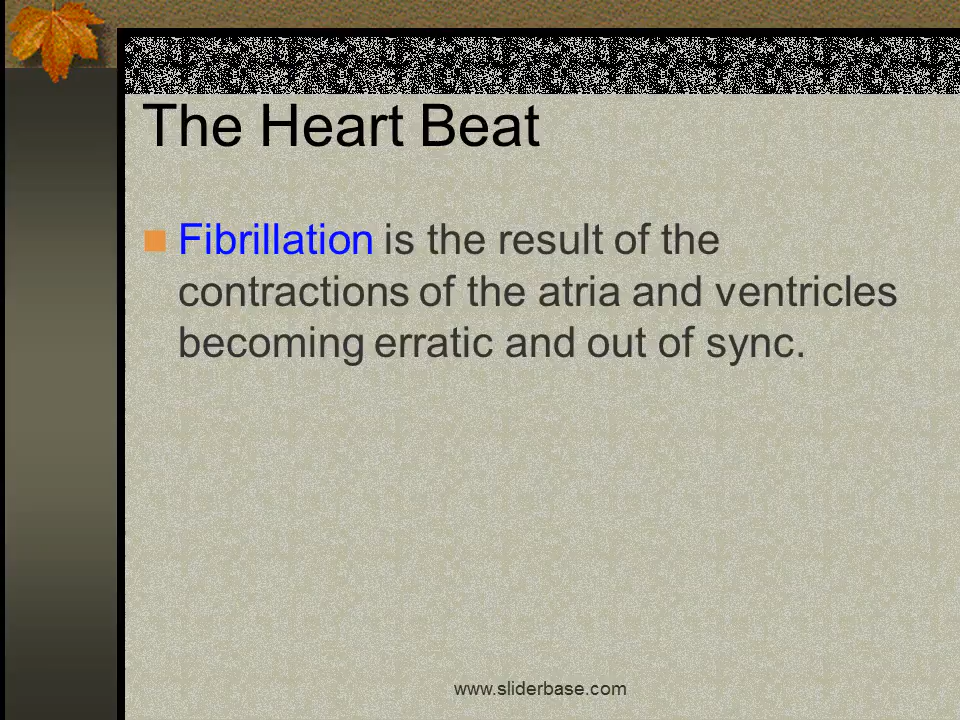 The Heart Beat
Fibrillation is the result of the
contractions of the atria and ventricles
becoming erratic and out of sync.
www.sliderbase.com